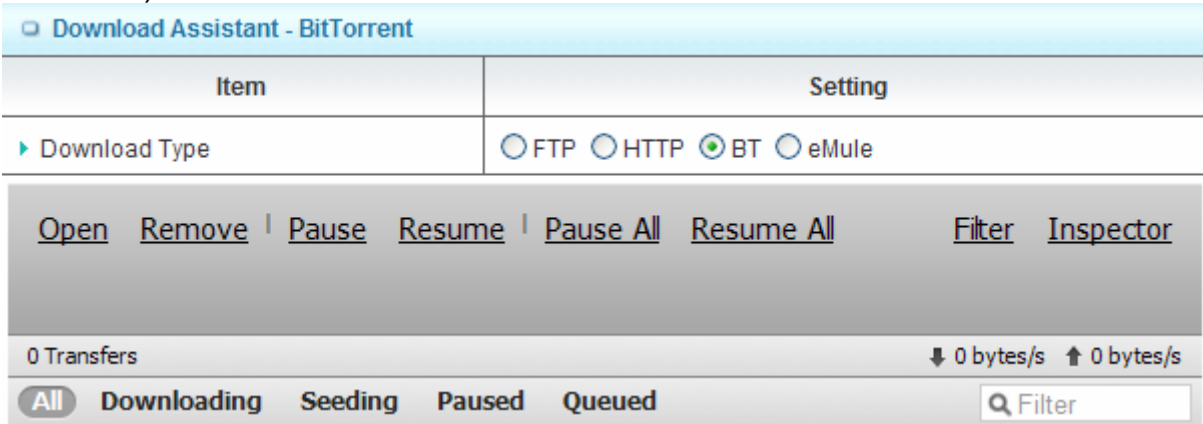 Download Assistant - BitTorrent
Item Setting
Download Type FTP HTTP BT eMule
Open Remove | Pause Resume | Pause All Resume All Filter Inspector
0 Transfers 0 bytes/s 0 bytes/s
All Downloading Seeding Paused Queued Filter